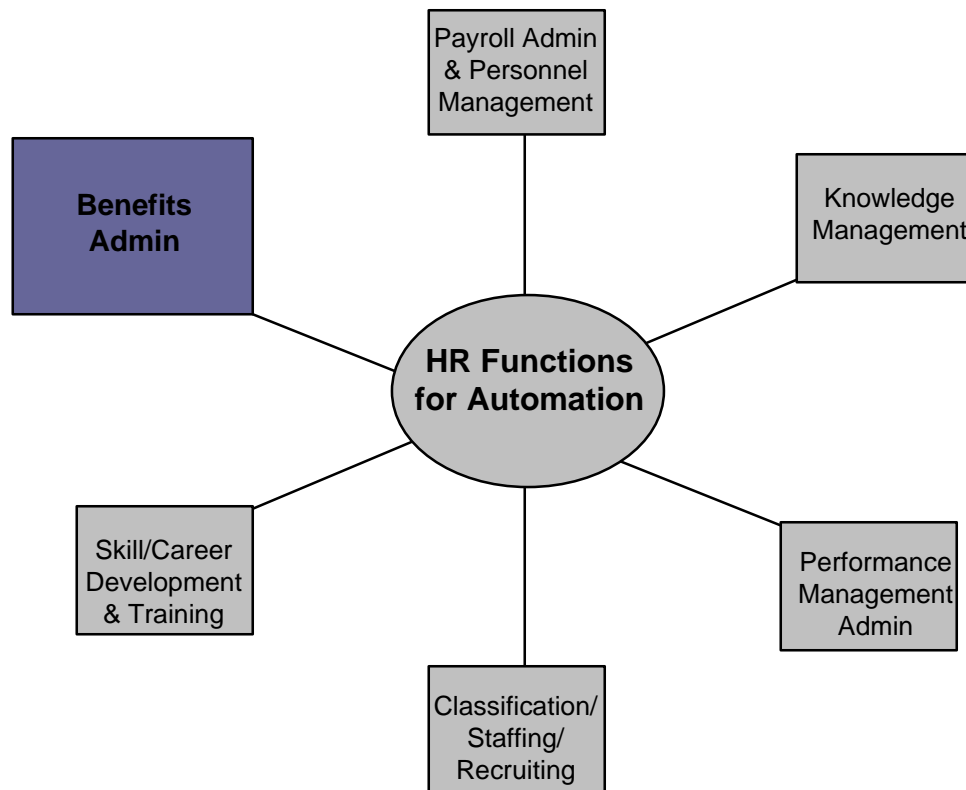 Payroll Admin
& Personnel
Management
Benefits
Admin
Knowledge
Management
HR Functions
for Automation
Skill/Career
Development
& Training
Performance
Management
Admin
Classification/
Staffing/
Recruiting